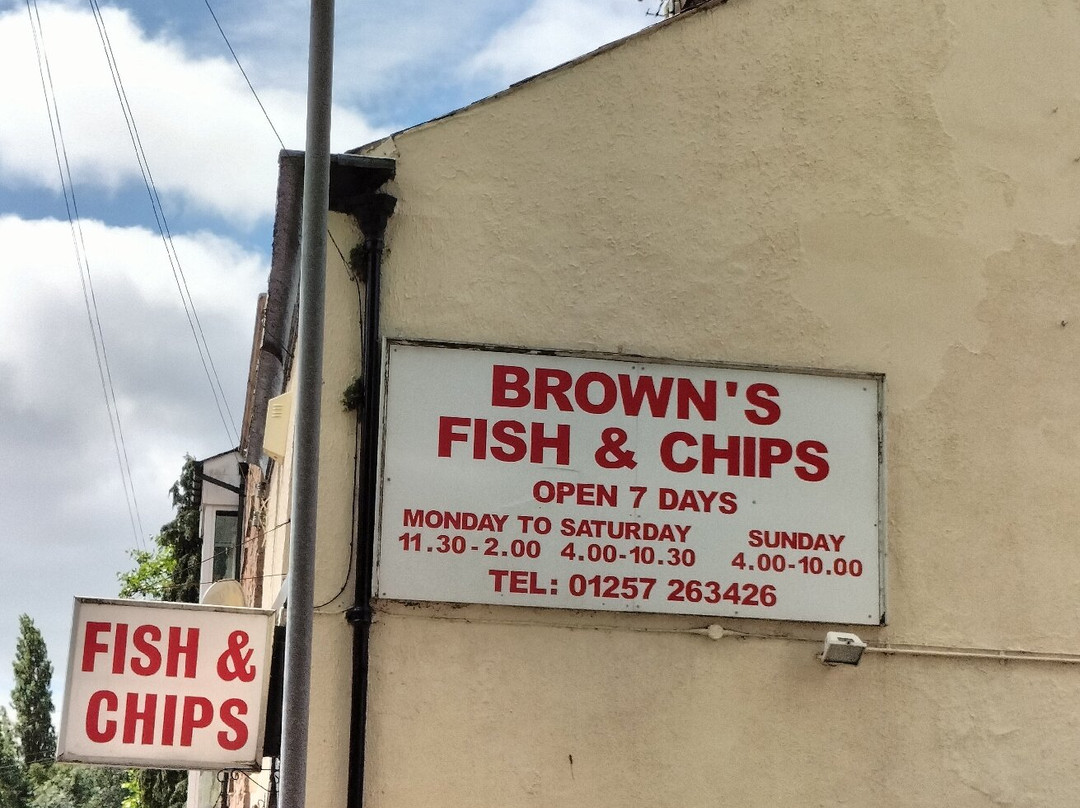 BROWN'S
FISH & CHIPS
OPEN 7 DAYS
MONDAY TO SATURDAY SUNDAY
11.30-2.00 4.00-10.30 4.00-10.00
TEL: 01257 263426
FISH &
CHIPS